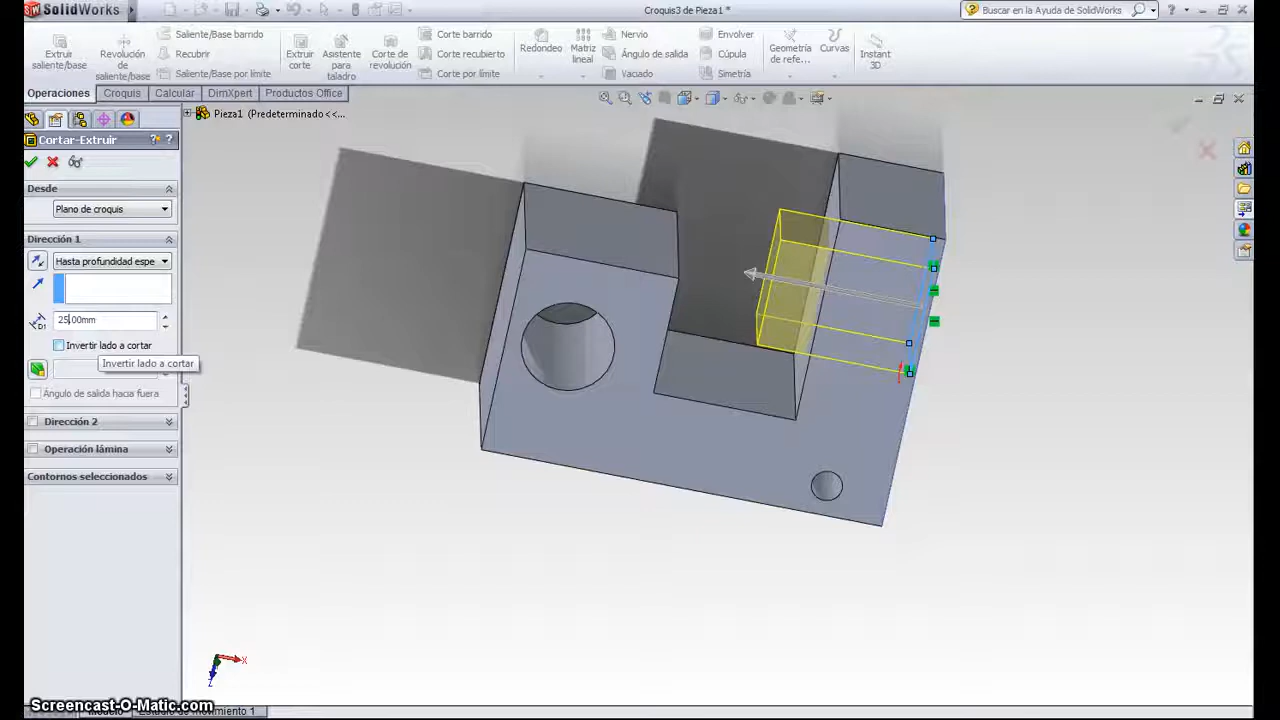 SolidWorks
Croquis3 de Pieza1 *
Buscar en la Ayuda de SolidWorks
Extruir saliente/base
Revolución de saliente/base
Saliente/Base barrido
Recubrir
Saliente/Base por límite
Extruir corte
Asistente para taladro
Corte de revolución
Corte barrido
Corte recubierto
Corte por límite
Redondeo
Matriz lineal
Nervio
Ángulo de salida
Vaciado
Envolver
Cúpula
Simetría
Geometría de refe...
Curvas
Instant 3D
Operaciones
Croquis
Calcular
DimXpert
Productos Office
Pieza1 (Predeterminado <<...
Cortar-Extruir
Desde
Plano de croquis
Dirección 1
Hasta profundidad espe
25.00mm
Invertir lado a cortar
Invertir lado a cortar
Ángulo de salida hacia fuera
Dirección 2
Operación lámina
Contornos seleccionados
X
Z
Screencast-O-Matic.com
Modelo
Estudio de movimiento 1